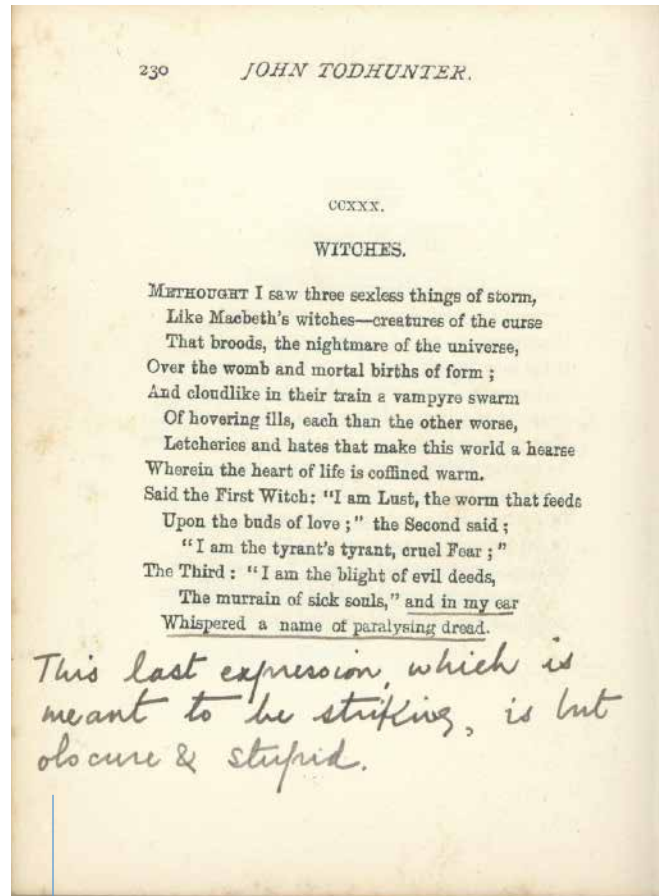 230 JOHN TODHUNTER.
CCXXX.
WITCHES.
METHOUGHT I saw three sexless things of storm,
Like Macbeth's witches—creatures of the curse
That broods, the nightmare of the universe,
Over the womb and mortal births of form ;
And cloudlike in their train a vampyre swarm
Of hovering ills, each than the other worse,
Letcheries and hates that make this world a hearse
Wherein the heart of life is coffined warm.
Said the First Witch: "I am Lust, the worm that feeds
Upon the buds of love ;" the Second said ;
"I am the tyrant's tyrant, cruel Fear ;"
The Third : "I am the blight of evil deeds,
The murrain of sick souls," and in my ear
Whispered a name of paralysing dread.
This last expression, which is
meant to be striking, is but
obscure & stupid.